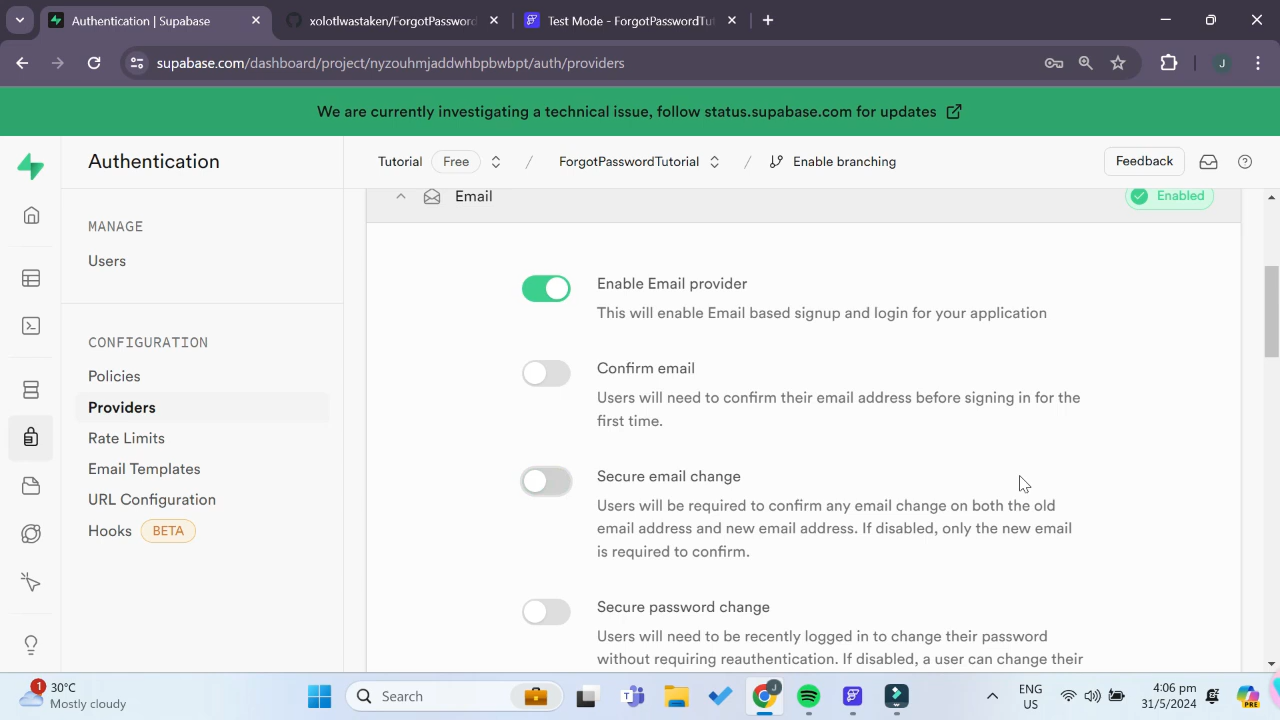 Authentication | Supabase
xolotlwastaken/ForgotPassword
Test Mode - ForgotPasswordTut
supabase.com/dashboard/project/nyzouhmjaddwhbpbwbpt/auth/providers
J
We are currently investigating a technical issue, follow status.supabase.com for updates
Authentication
Tutorial Free / ForgotPasswordTutorial / Enable branching
Feedback
MANAGE
Users
CONFIGURATION
Policies
Providers
Rate Limits
Email Templates
URL Configuration
Hooks BETA
Email
Enabled
Enable Email provider
This will enable Email based signup and login for your application
Confirm email
Users will need to confirm their email address before signing in for the
first time.
Secure email change
Users will be required to confirm any email change on both the old
email address and new email address. If disabled, only the new email
is required to confirm.
Secure password change
Users will need to be recently logged in to change their password
without requiring reauthentication. If disabled, a user can change their
1
30°C
Mostly cloudy
Search
J
ENG
US
4:06 pm
31/5/2024
PRE